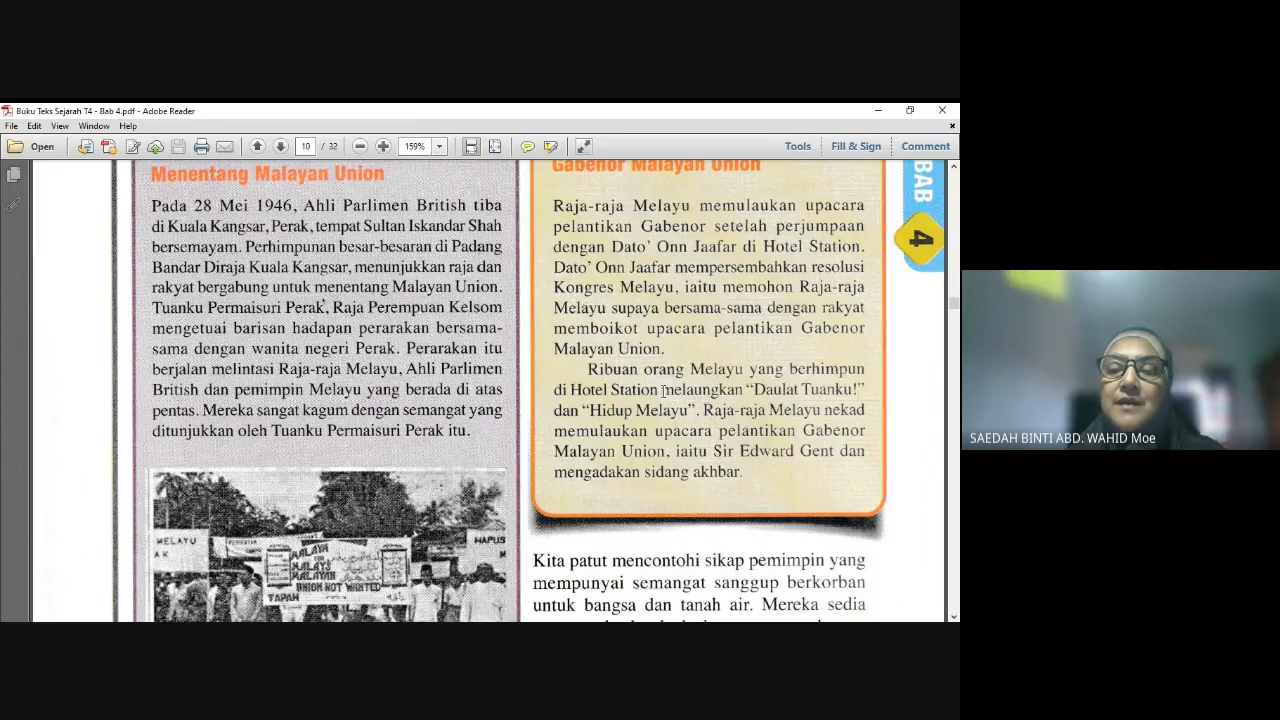 Buku Teks Sejarah T4 - Bab 4.pdf - Adobe Reader
File Edit View Window Help
Open
10 / 32
159%
Tools Fill & Sign Comment
Menentang Malayan Union
Pada 28 Mei 1946, Ahli Parlimen British tiba
di Kuala Kangsar, Perak, tempat Sultan Iskandar Shah
bersemayam. Perhimpunan besar-besaran di Padang
Bandar Diraja Kuala Kangsar, menunjukkan raja dan
rakyat bergabung untuk menentang Malayan Union.
Tuanku Permaisuri Perak, Raja Perempuan Kelsom
mengetuai barisan hadapan perarakan bersama-
sama dengan wanita negeri Perak. Perarakan itu
berjalan melintasi Raja-raja Melayu, Ahli Parlimen
British dan pemimpin Melayu yang berada di atas
pentas. Mereka sangat kagum dengan semangat yang
ditunjukkan oleh Tuanku Permaisuri Perak itu.
MELAYU
HAPUS
MALAYA
FOR
MALAYS
MALAYAN
UNION NOT WANTED
TAPAH
Gabenor Malayan Union
Raja-raja Melayu memulaukan upacara
pelantikan Gabenor setelah perjumpaan
dengan Dato' Onn Jaafar di Hotel Station.
Dato' Onn Jaafar mempersembahkan resolusi
Kongres Melayu, iaitu memohon Raja-raja
Melayu supaya bersama-sama dengan rakyat
memboikot upacara pelantikan Gabenor
Malayan Union.
Ribuan orang Melayu yang berhimpun
di Hotel Station melaungkan “Daulat Tuanku!”
dan “Hidup Melayu”. Raja-raja Melayu nekad
memulaukan upacara pelantikan Gabenor
Malayan Union, iaitu Sir Edward Gent dan
mengadakan sidang akhbar.
Kita patut mencontohi sikap pemimpin yang
mempunyai semangat sanggup berkorban
untuk bangsa dan tanah air. Mereka sedia
BAB
4
SAEDAH BINTI ABD. WAHID Moe